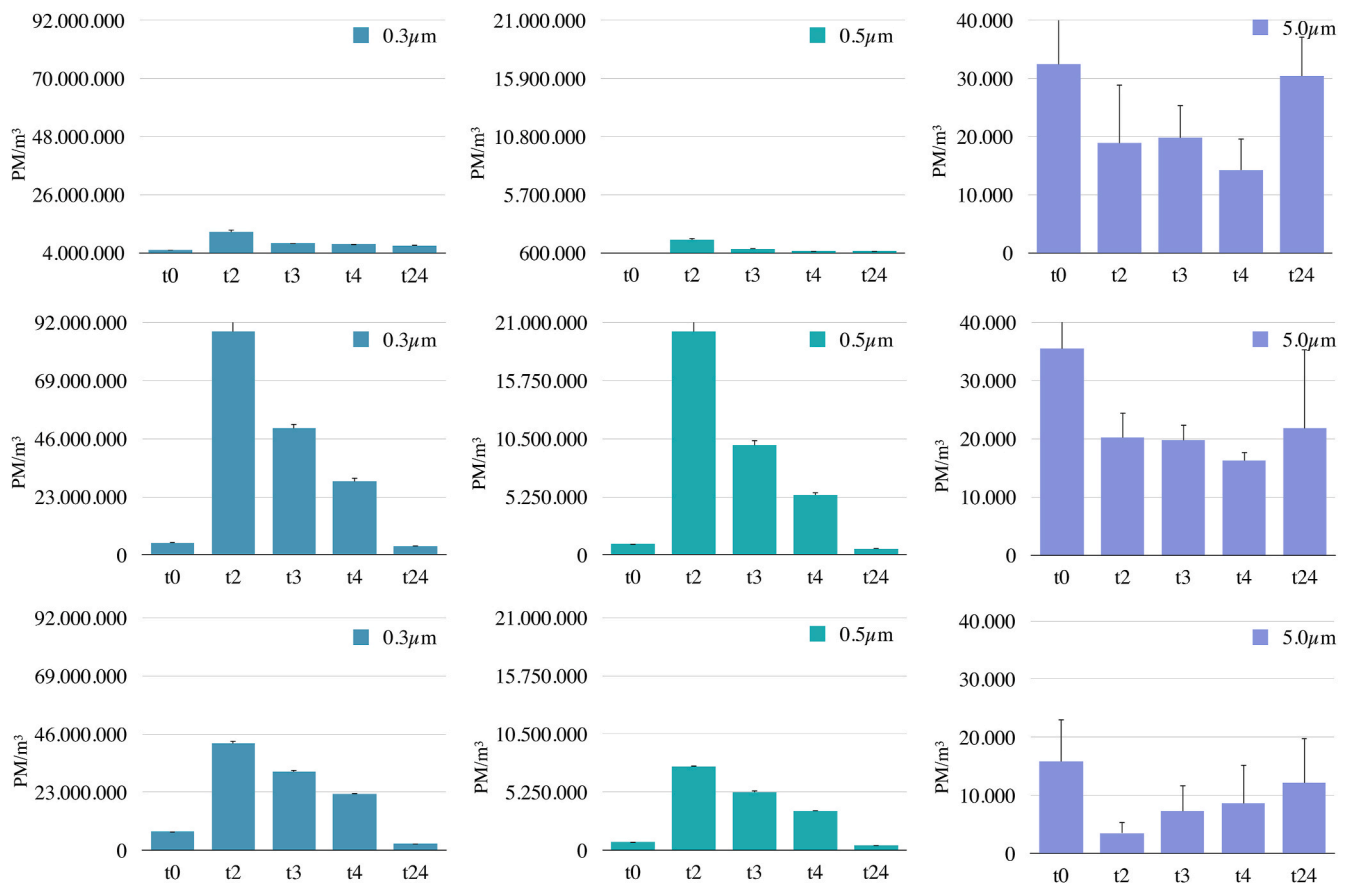 92.000.000
70.000.000
48.000.000
26.000.000
4.000.000
PM/m³
0.3µm
t0 t2 t3 t4 t24
21.000.000
15.900.000
10.800.000
5.700.000
600.000
PM/m³
0.5µm
t0 t2 t3 t4 t24
40.000
30.000
20.000
10.000
0
PM/m³
5.0µm
t0 t2 t3 t4 t24
92.000.000
69.000.000
46.000.000
23.000.000
0
PM/m³
0.3µm
t0 t2 t3 t4 t24
21.000.000
15.750.000
10.500.000
5.250.000
0
PM/m³
0.5µm
t0 t2 t3 t4 t24
40.000
30.000
20.000
10.000
0
PM/m³
5.0µm
t0 t2 t3 t4 t24
92.000.000
69.000.000
46.000.000
23.000.000
0
PM/m³
0.3µm
t0 t2 t3 t4 t24
21.000.000
15.750.000
10.500.000
5.250.000
0
PM/m³
0.5µm
t0 t2 t3 t4 t24
40.000
30.000
20.000
10.000
0
PM/m³
5.0µm
t0 t2 t3 t4 t24